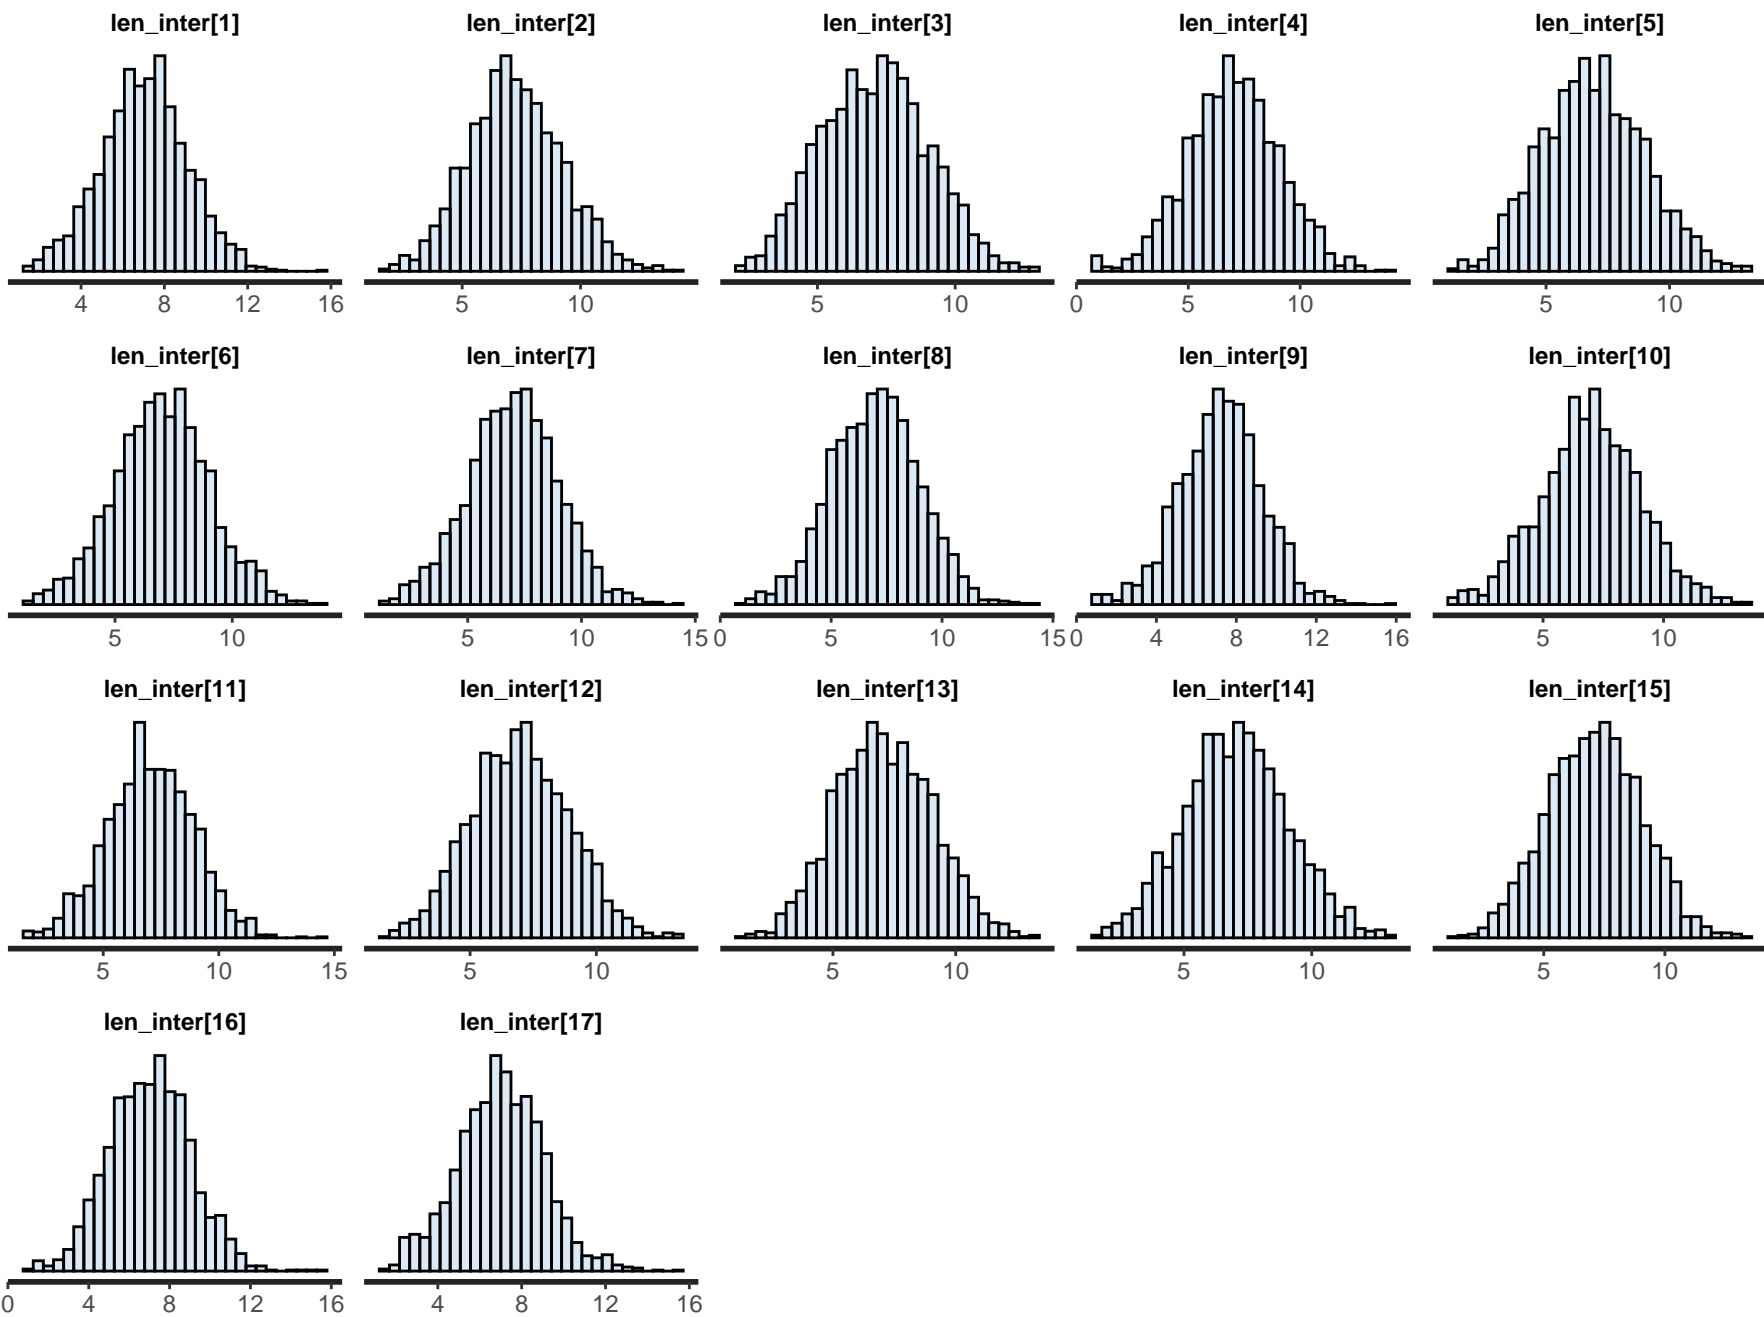 len_inter[1] len_inter[2] len_inter[3] len_inter[4] len_inter[5]
4 8 12 16 5 10 5 10 0 5 10 5 10
len_inter[6] len_inter[7] len_inter[8] len_inter[9] len_inter[10]
5 10 5 10 15 0 5 10 15 0 4 8 12 16 5 10
len_inter[11] len_inter[12] len_inter[13] len_inter[14] len_inter[15]
5 10 15 5 10 5 10 5 10 5 10
len_inter[16] len_inter[17]
0 4 8 12 16 4 8 12 16